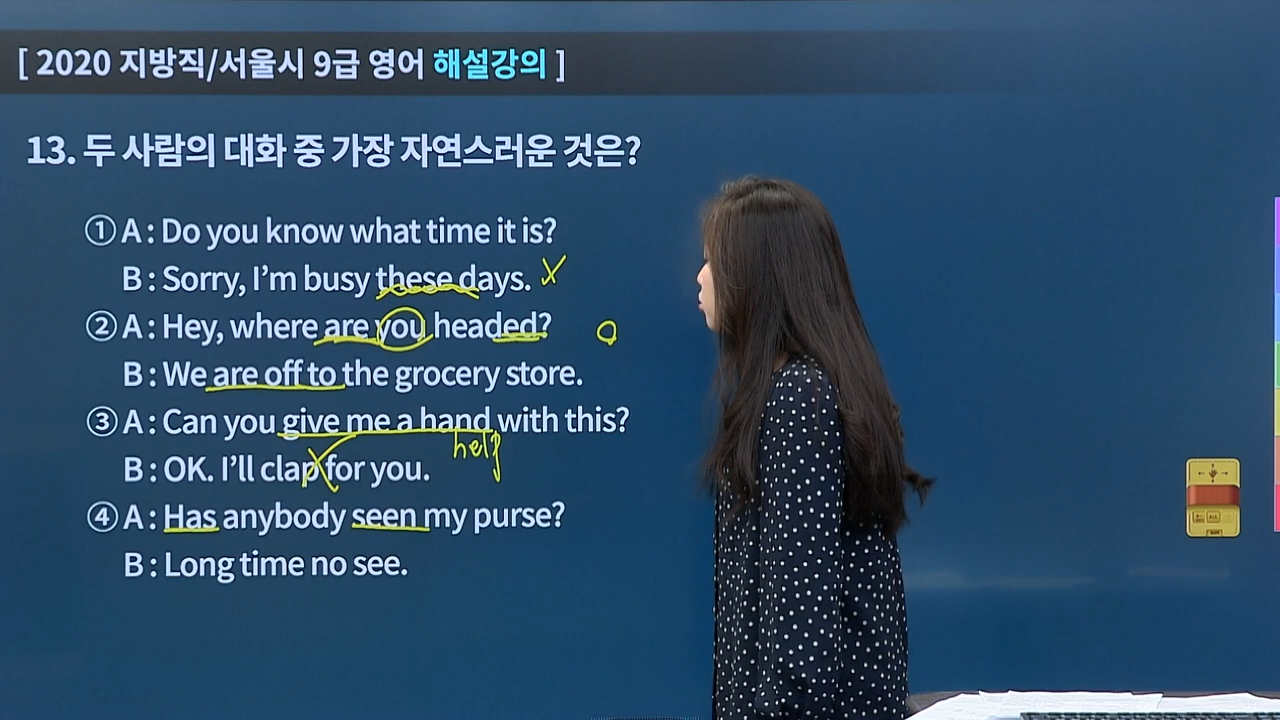 [ 2020 지방직/서울시 9급 영어 해설강의 ]
13. 두 사람의 대화 중 가장 자연스러운 것은?
① A : Do you know what time it is?
B : Sorry, I'm busy these days. X
② A : Hey, where are you headed? O
B : We are off to the grocery store.
③ A : Can you give me a hand with this?
help
B : OK. I'll clap for you.
④ A : Has anybody seen my purse?
B : Long time no see.